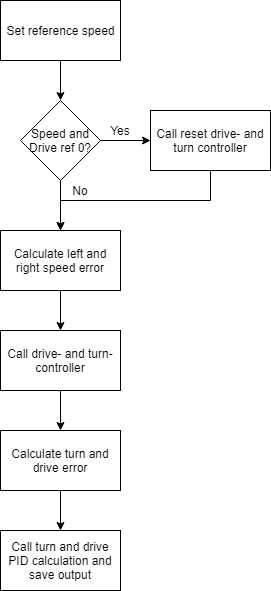 Set reference speed
Speed and
Drive ref 0?
Yes
Call reset drive- and
turn controller
No
Calculate left and
right speed error
Call drive- and turn-
controller
Calculate turn and
drive error
Call turn and drive
PID calculation and
save output